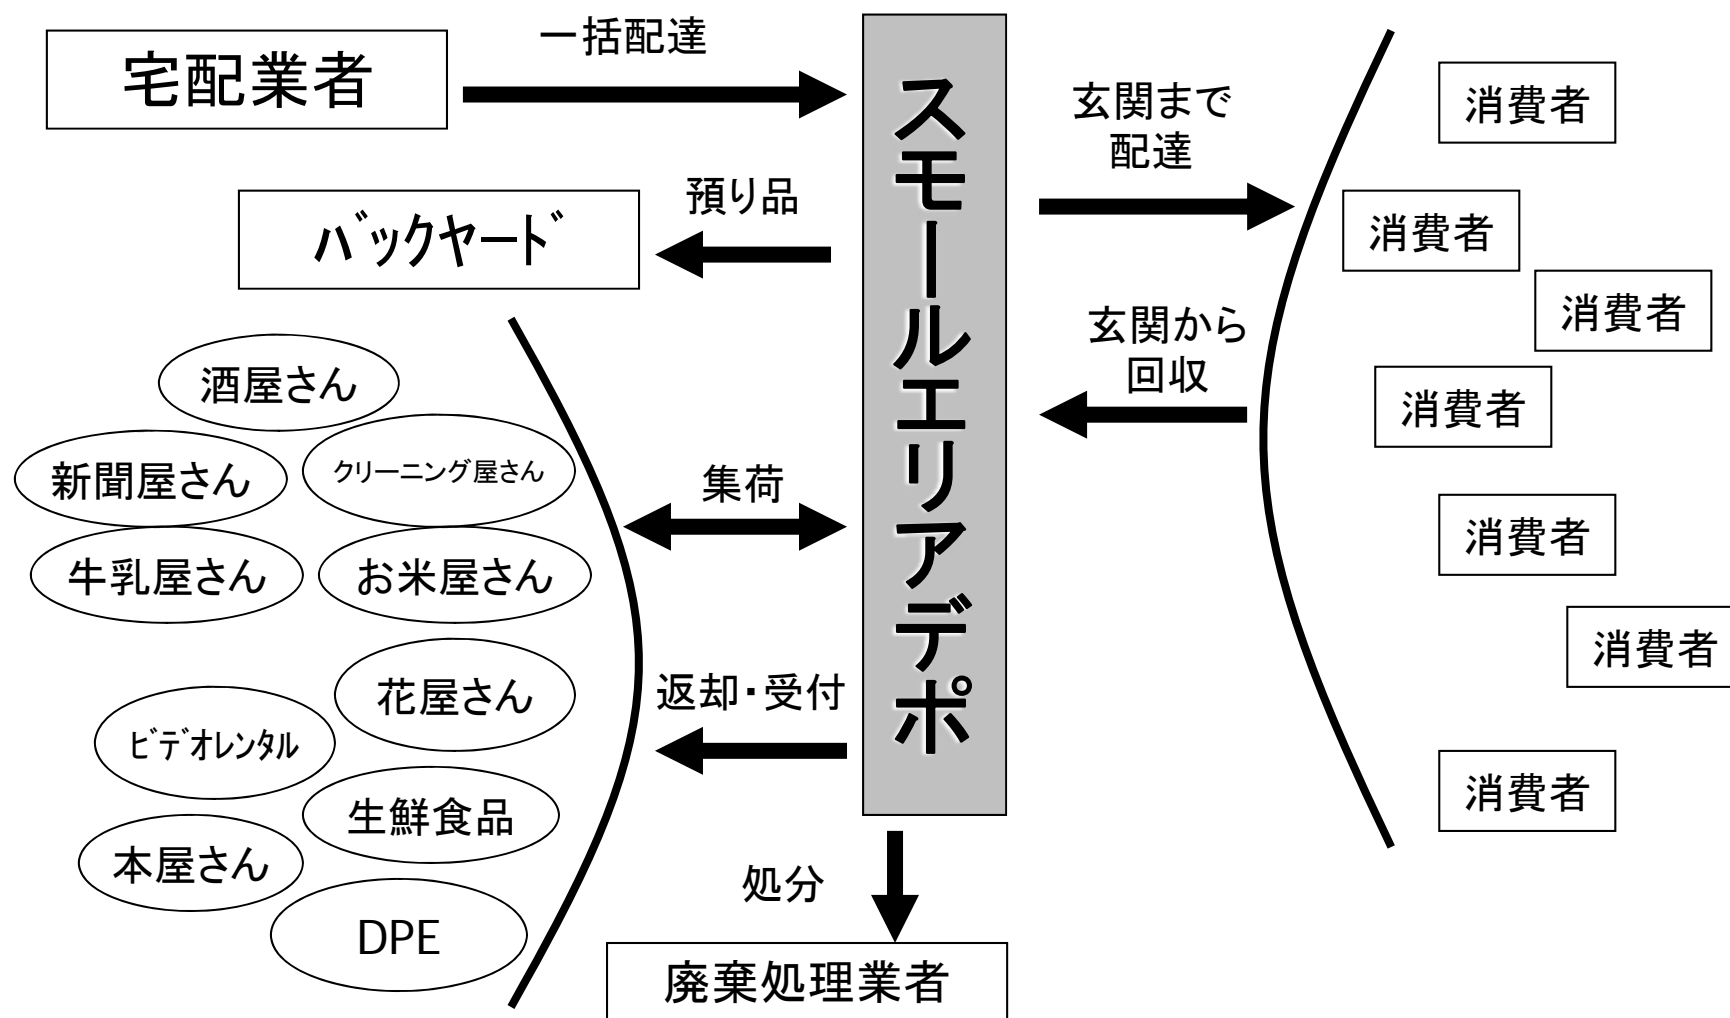 宅配業者
一括配達
スモールエリアデポ
玄関まで
配達
消費者
消費者
消費者
消費者
消費者
消費者
消費者
預り品
ﾊﾞｯｸﾔｰﾄﾞ
玄関から
回収
酒屋さん
新聞屋さん
クリーニング屋さん
牛乳屋さん
お米屋さん
集荷
花屋さん
ﾋﾞﾃﾞｵﾚﾝﾀﾙ
生鮮食品
本屋さん
DPE
返却・受付
処分
廃棄処理業者